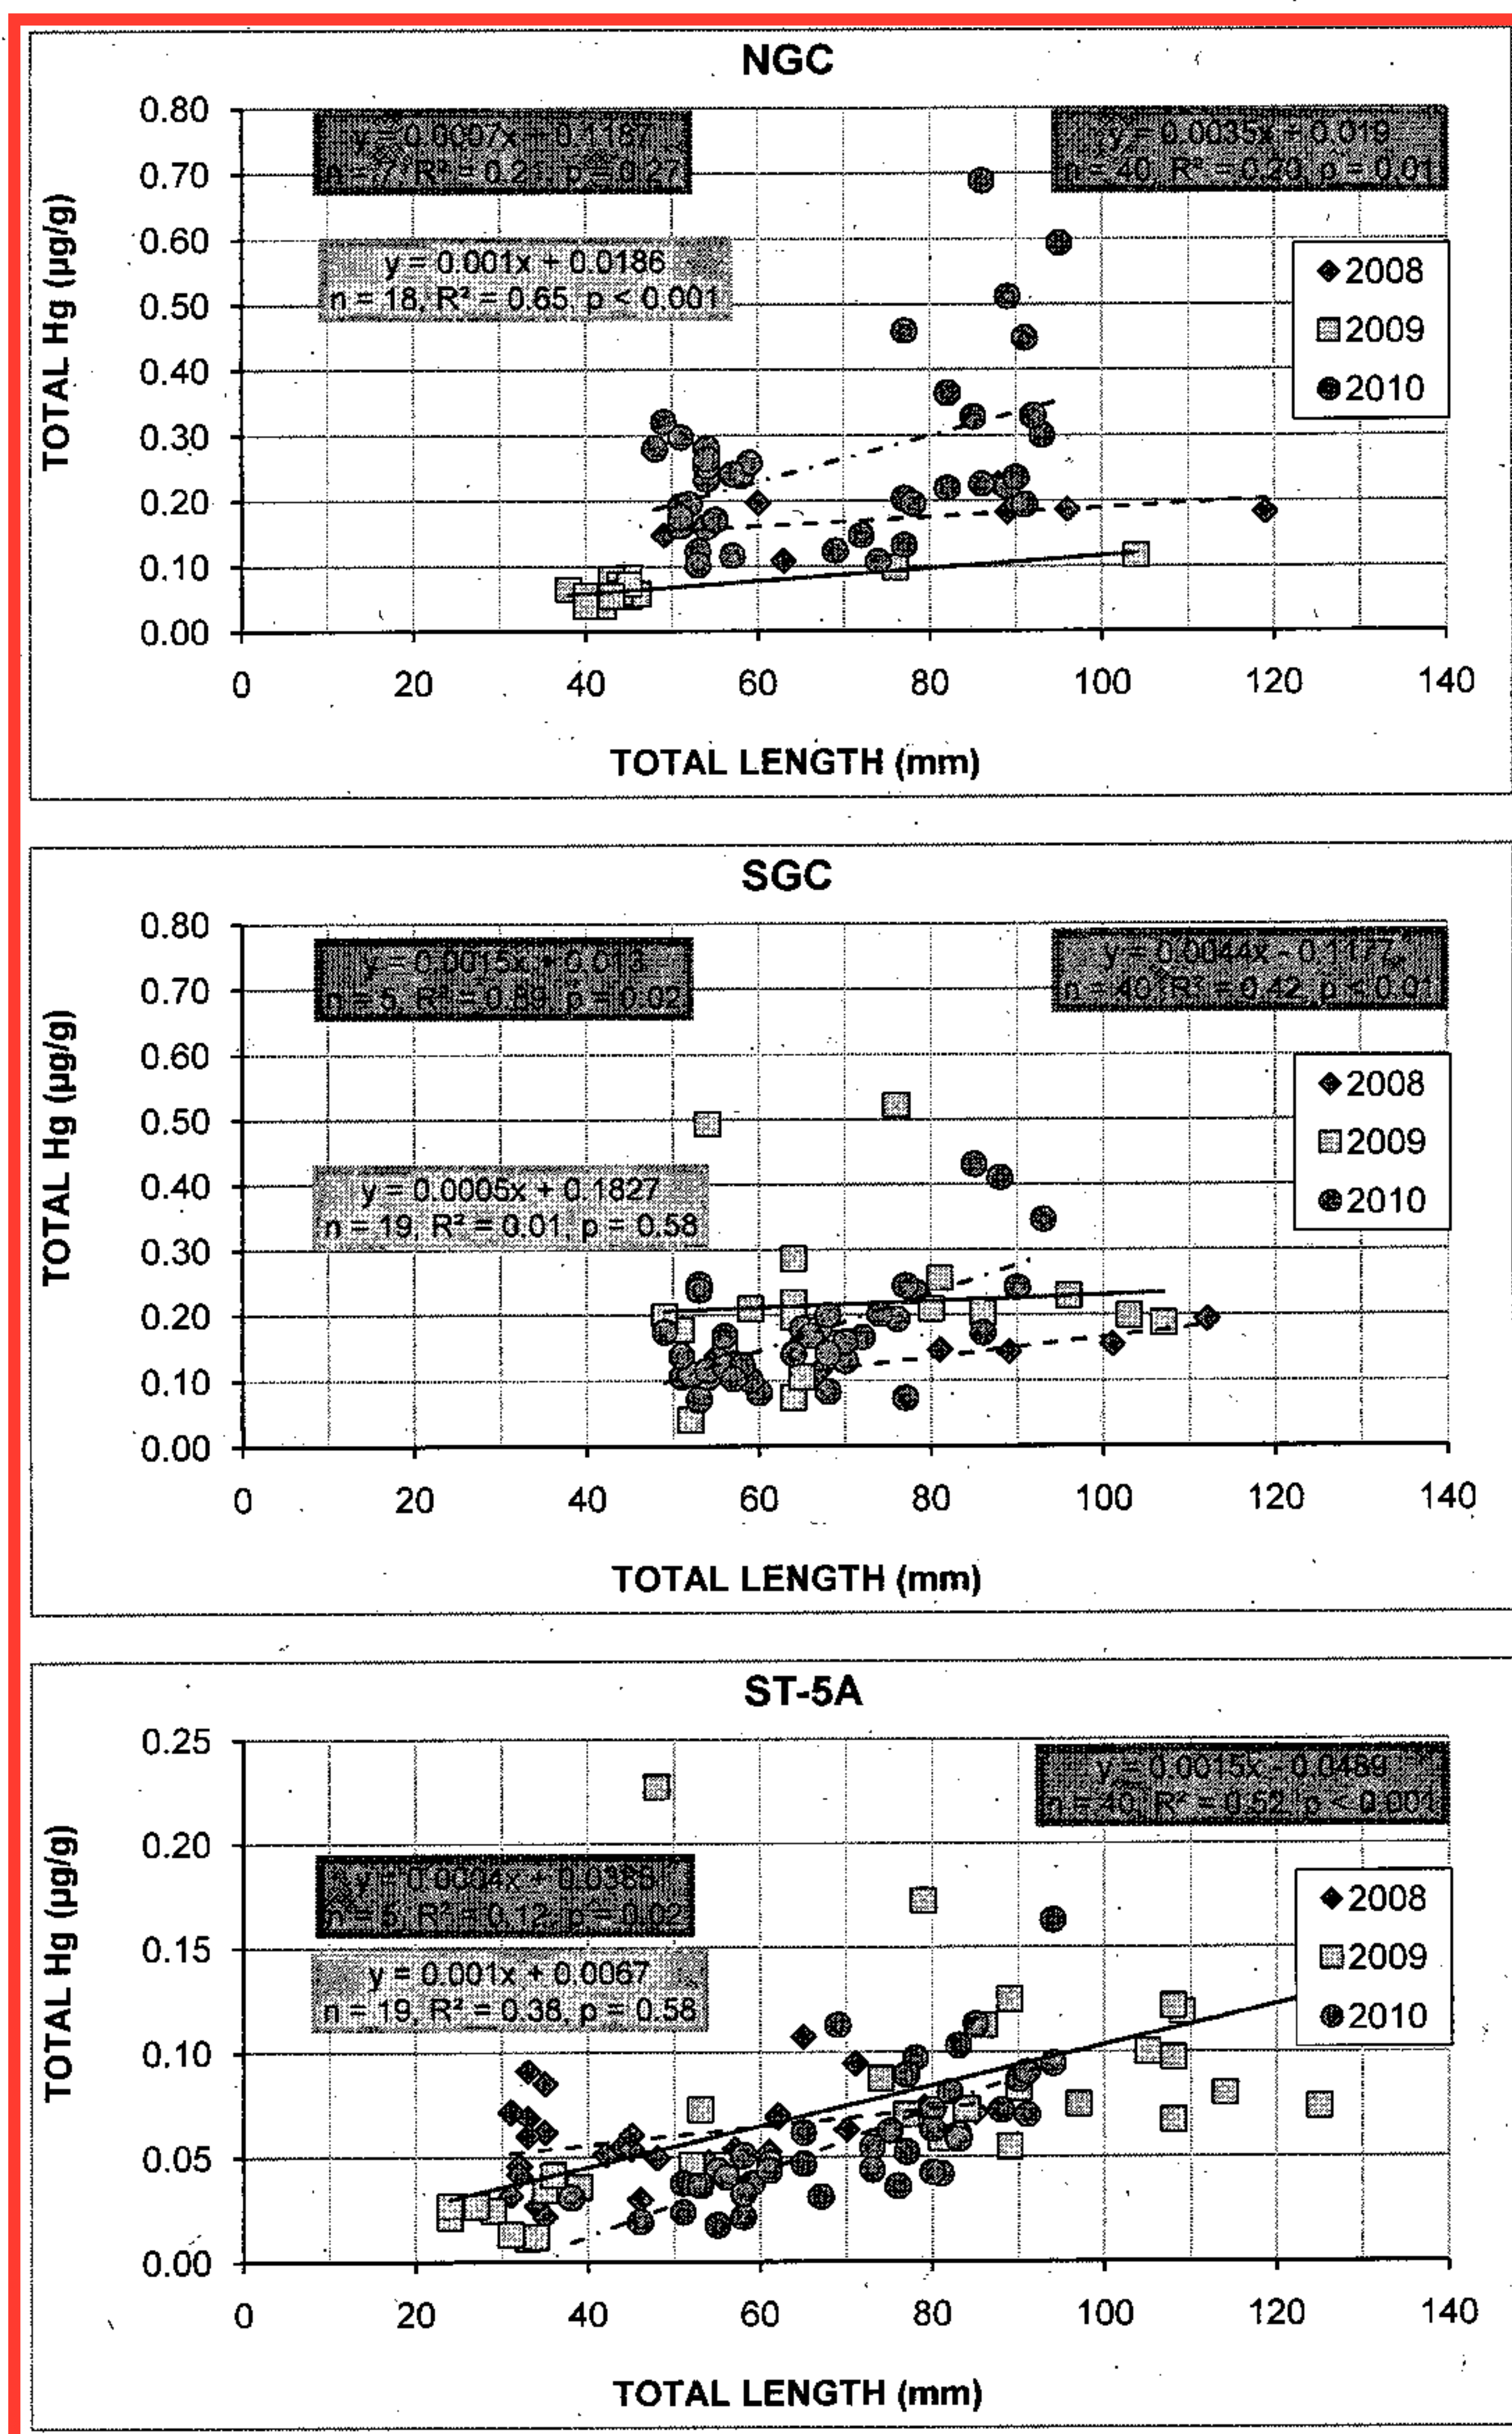 NGC
0.80
0.70
0.60
0.50
0.40
0.30
0.20
0.10
0.00
TOTAL Hg (µg/g)
y = 0.0007x + 0.1187
n = 7, R² = 0.21, p = 0.27
y = 0.0035x + 0.019
n = 40, R² = 0.20, p = 0.01
y = 0.001x + 0.0186
n = 18, R² = 0.65, p < 0.001
2008
2009
2010
0 20 40 60 80 100 120 140
TOTAL LENGTH (mm)
SGC
0.80
0.70
0.60
0.50
0.40
0.30
0.20
0.10
0.00
TOTAL Hg (µg/g)
y = 0.0015x + 0.013
n = 5, R² = 0.89, p = 0.02
y = 0.0044x - 0.1177
n = 40, R² = 0.42, p < 0.01
y = 0.0005x + 0.1827
n = 19, R² = 0.01, p = 0.58
2008
2009
2010
0 20 40 60 80 100 120 140
TOTAL LENGTH (mm)
ST-5A
0.25
0.20
0.15
0.10
0.05
0.00
TOTAL Hg (µg/g)
y = 0.0015x - 0.0489
n = 40, R² = 0.52, p < 0.001
y = 0.0004x + 0.0385
n = 5, R² = 0.12, p = 0.02
y = 0.001x + 0.0067
n = 19, R² = 0.38, p = 0.58
2008
2009
2010
0 20 40 60 80 100 120 140
TOTAL LENGTH (mm)